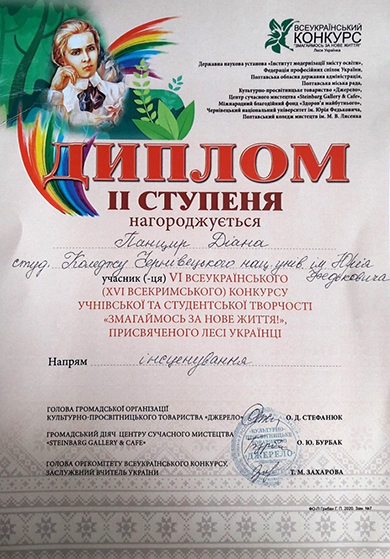 ВСЕУКРАЇНСЬКИЙ
КОНКУРС
"ЗМАГАЙМОСЬ ЗА НОВЕ ЖИТТЯ!"
Леся Українка
Державна наукова установа «Інститут модернізації змісту освіти»,
Федерація професійних спілок України,
Полтавська обласна державна адміністрація,
Полтавська міська рада,
Культурно-просвітницьке товариство «Джерело»,
Центр сучасного мистецтва «Steinbarg Gallery & Cafe»,
Міжнародний благодійний фонд «Здоров'я майбутнього»,
Чернівецький національний університет ім. Юрія Федьковича,
Полтавський коледж мистецтв ім. М. В. Лисенка
ДИПЛОМ
ІІ СТУПЕНЯ
нагороджується
Панцир Діана
студ. Коледжу Чернівецького нац. унів. ім Юрія
Федьковича
учасник (-ця) VI ВСЕУКРАЇНСЬКОГО
(XVI ВСЕКРИМСЬКОГО) КОНКУРСУ
УЧНІВСЬКОЇ ТА СТУДЕНТСЬКОЇ ТВОРЧОСТІ
«ЗМАГАЙМОСЬ ЗА НОВЕ ЖИТТЯ!»,
ПРИСВЯЧЕНОГО ЛЕСІ УКРАЇНЦІ
Напрям інсценування
ГОЛОВА ГРОМАДСЬКОЇ ОРГАНІЗАЦІЇ
КУЛЬТУРНО-ПРОСВІТНИЦЬКОГО ТОВАРИСТВА «ДЖЕРЕЛО» О. Д. СТЕФАНЮК
ГРОМАДСЬКИЙ ДІЯЧ ЦЕНТРУ СУЧАСНОГО МИСТЕЦТВА
«STEINBARG GALLERY & CAFE» О. Ю. БУРБАК
ГОЛОВА ОРГКОМІТЕТУ ВСЕУКРАЇНСЬКОГО КОНКУРСУ,
ЗАСЛУЖЕНИЙ ВЧИТЕЛЬ УКРАЇНИ Т. М. ЗАХАРОВА
КУЛЬТУРНО-
ПРОСВІТНИЦЬКЕ
ДЖЕРЕЛО
ФО-П Грибан Г. П. 2020. Зам. №7